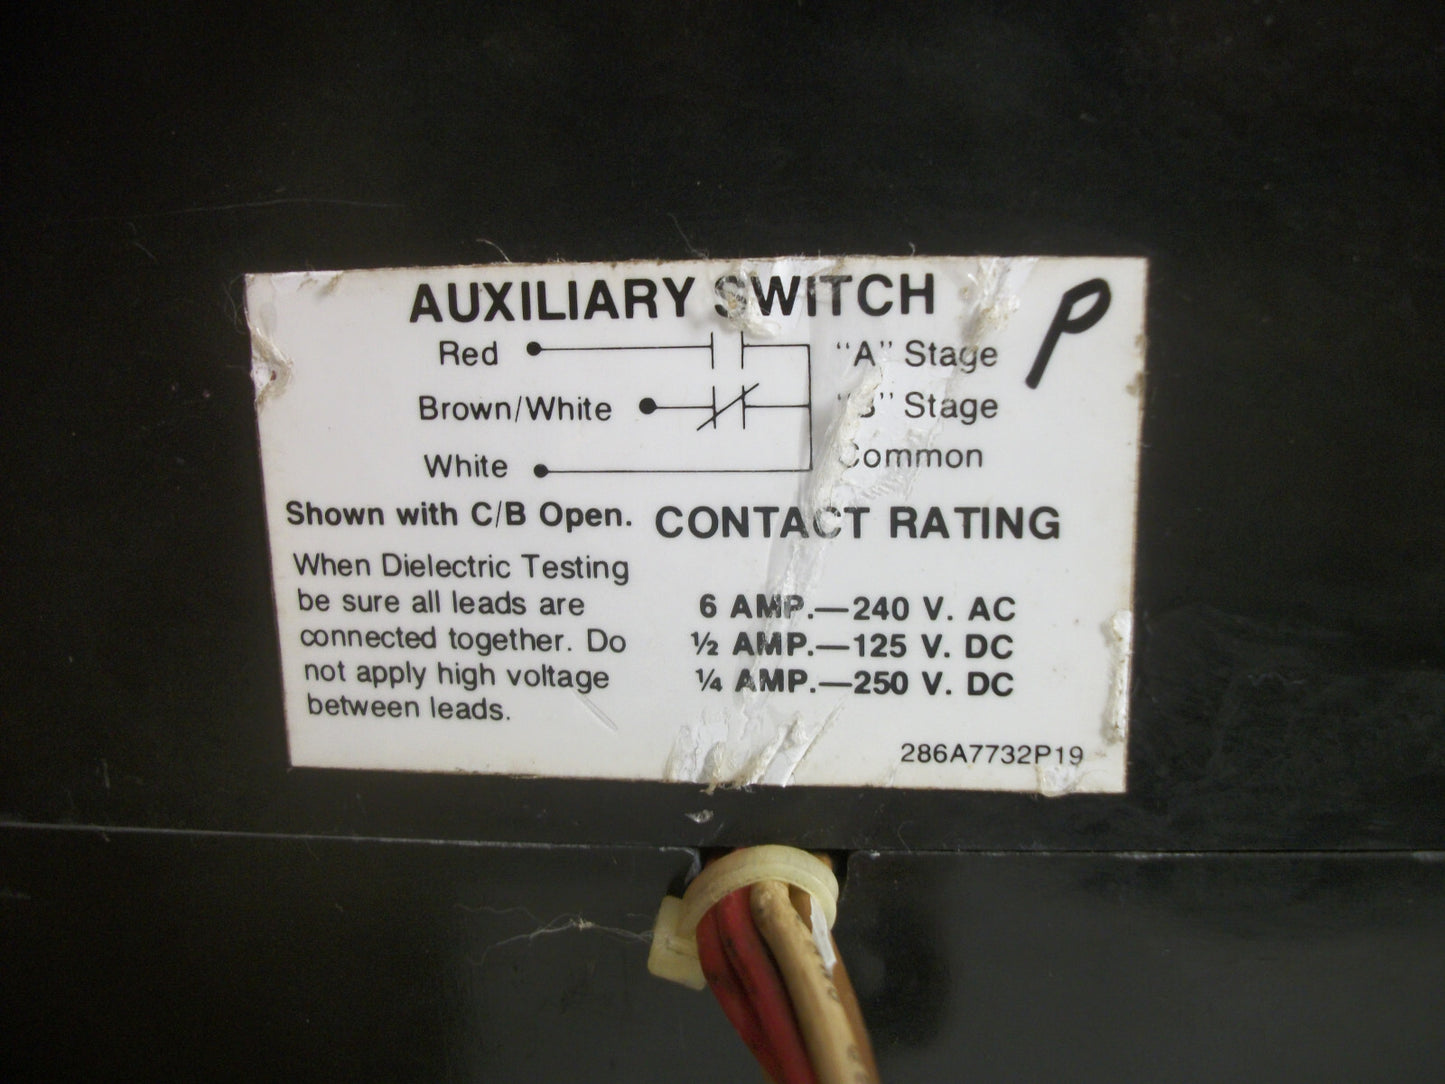 AUXILIARY SWITCH
P
Red "A" Stage
Brown/White "B" Stage
White Common
Shown with C/B Open.
When Dielectric Testing
be sure all leads are
connected together. Do
not apply high voltage
between leads.
CONTACT RATING
6 AMP.—240 V. AC
½ AMP.—125 V. DC
¼ AMP.—250 V. DC
286A7732P19